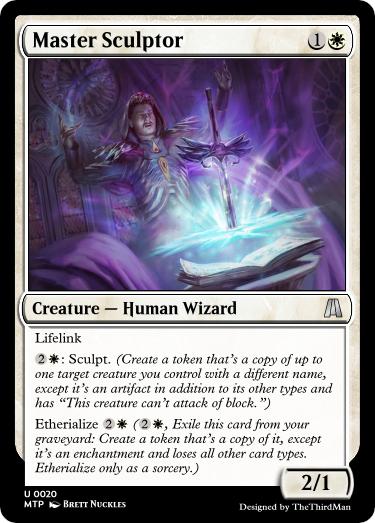 Master Sculptor 1
Creature — Human Wizard
Lifelink
2 : Sculpt. (Create a token that's a copy of up to
one target creature you control with a different name,
except it's an artifact in addition to its other types and
has "This creature can't attack of block.")
Etherialize 2 (2 , Exile this card from your
graveyard: Create a token that's a copy of it, except
it's an enchantment and loses all other card types.
Etherialize only as a sorcery.)
2/1
U 0020
MTP Brett Nuckles Designed by TheThirdMan